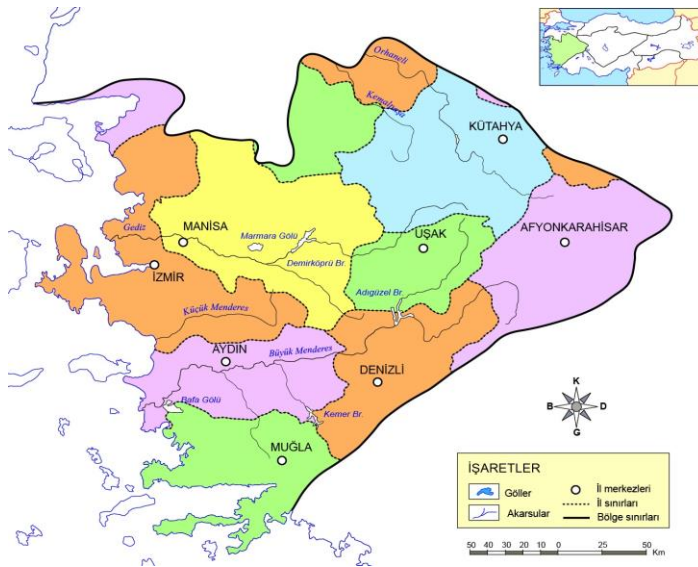 Orhaneli
Kemalpaşa
KÜTAHYA
Gediz
MANİSA
Marmara Gölü
UŞAK
AFYONKARAHİSAR
Demirköprü Br.
İZMİR
Adıgüzel Br.
Küçük Menderes
AYDIN
Büyük Menderes
DENİZLİ
Bafa Gölü
Kemer Br.
MUĞLA
K
B
D
G
İŞARETLER
Göller
İl merkezleri
Akarsular
İl sınırları
Bölge sınırları
50 40 30 20 10 0 25 50
Km